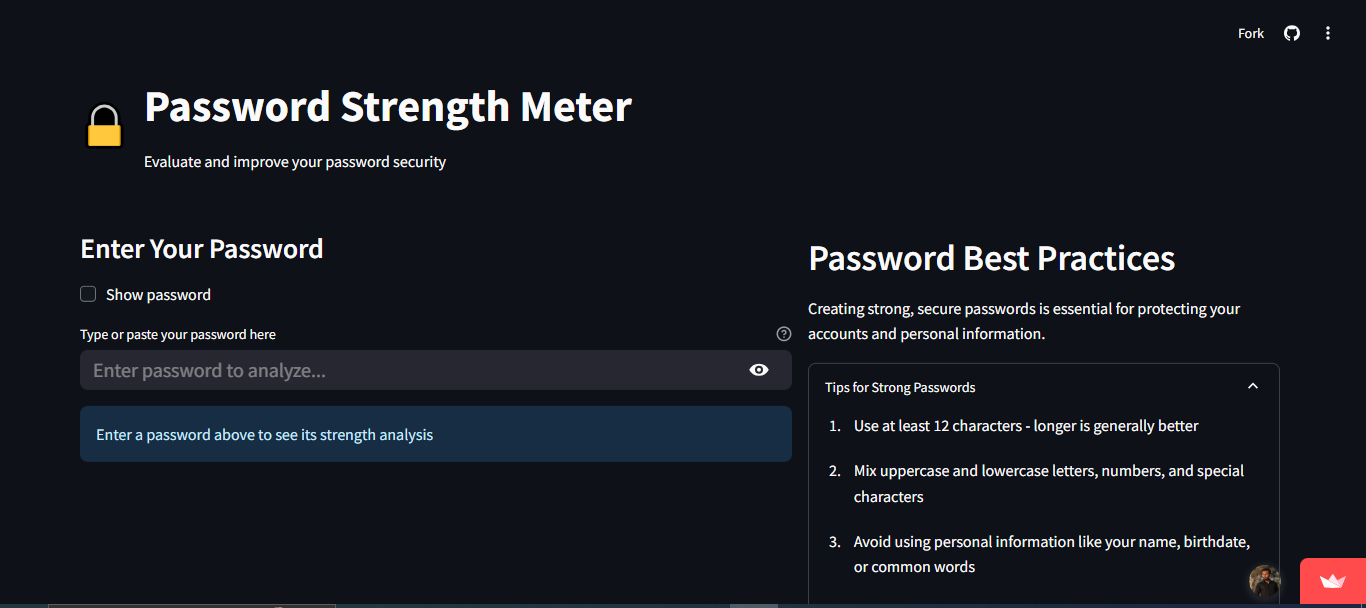 Fork
Password Strength Meter
Evaluate and improve your password security
Enter Your Password
Show password
Type or paste your password here
Enter password to analyze...
Enter a password above to see its strength analysis
Password Best Practices
Creating strong, secure passwords is essential for protecting your
accounts and personal information.
Tips for Strong Passwords
1. Use at least 12 characters - longer is generally better
2. Mix uppercase and lowercase letters, numbers, and special
characters
3. Avoid using personal information like your name, birthdate,
or common words